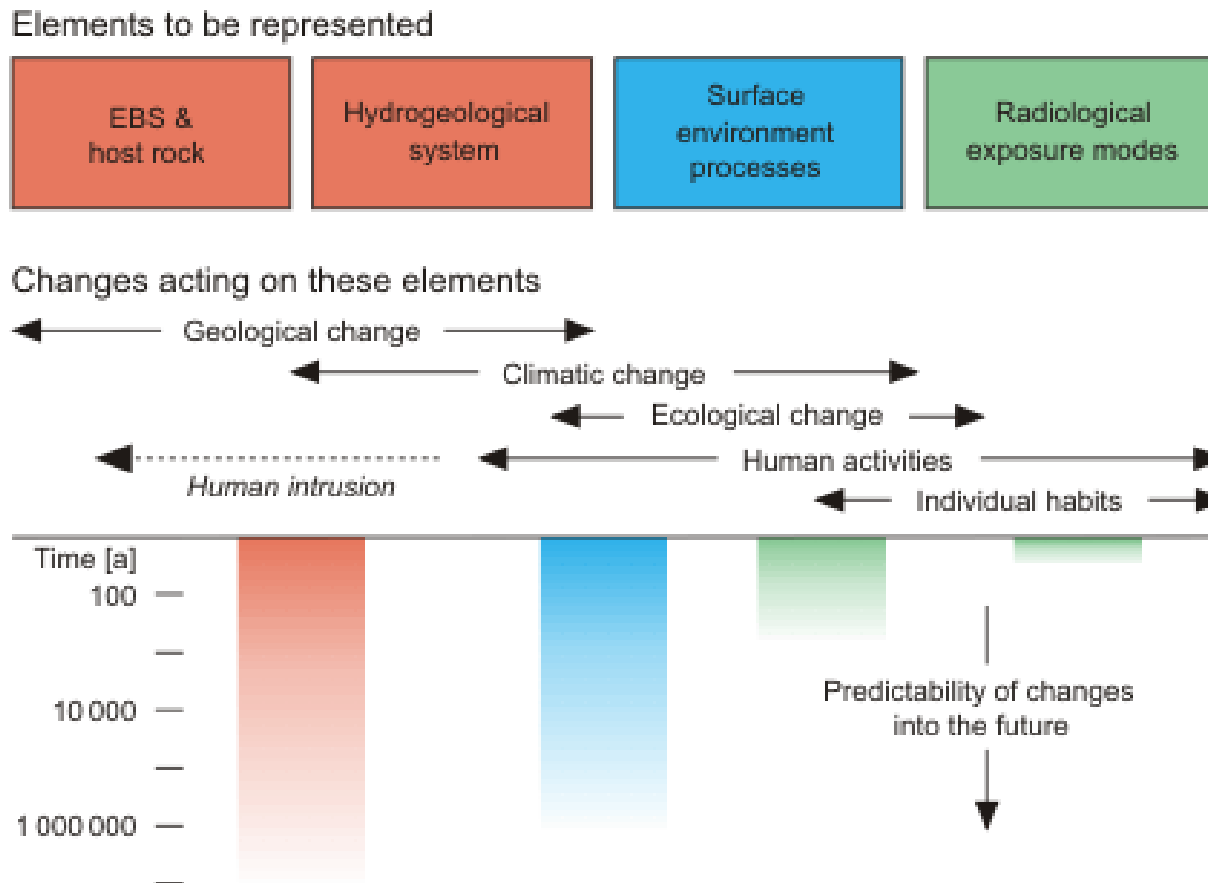 Elements to be represented
EBS &
host rock
Hydrogeological
system
Surface
environment
processes
Radiological
exposure modes
Changes acting on these elements
Geological change
Climatic change
Ecological change
Human activities
Human intrusion
Individual habits
Time [a]
100
10 000
1 000 000
Predictability of changes
into the future